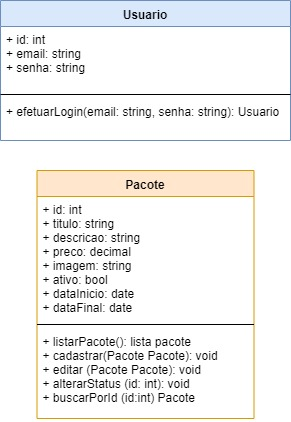 Usuario
+ id: int
+ email: string
+ senha: string
+ efetuarLogin(email: string, senha: string): Usuario
Pacote
+ id: int
+ titulo: string
+ descricao: string
+ preco: decimal
+ imagem: string
+ ativo: bool
+ dataInicio: date
+ dataFinal: date
+ listarPacote(): lista pacote
+ cadastrar(Pacote Pacote): void
+ editar (Pacote Pacote): void
+ alterarStatus (id: int): void
+ buscarPorId (id:int) Pacote